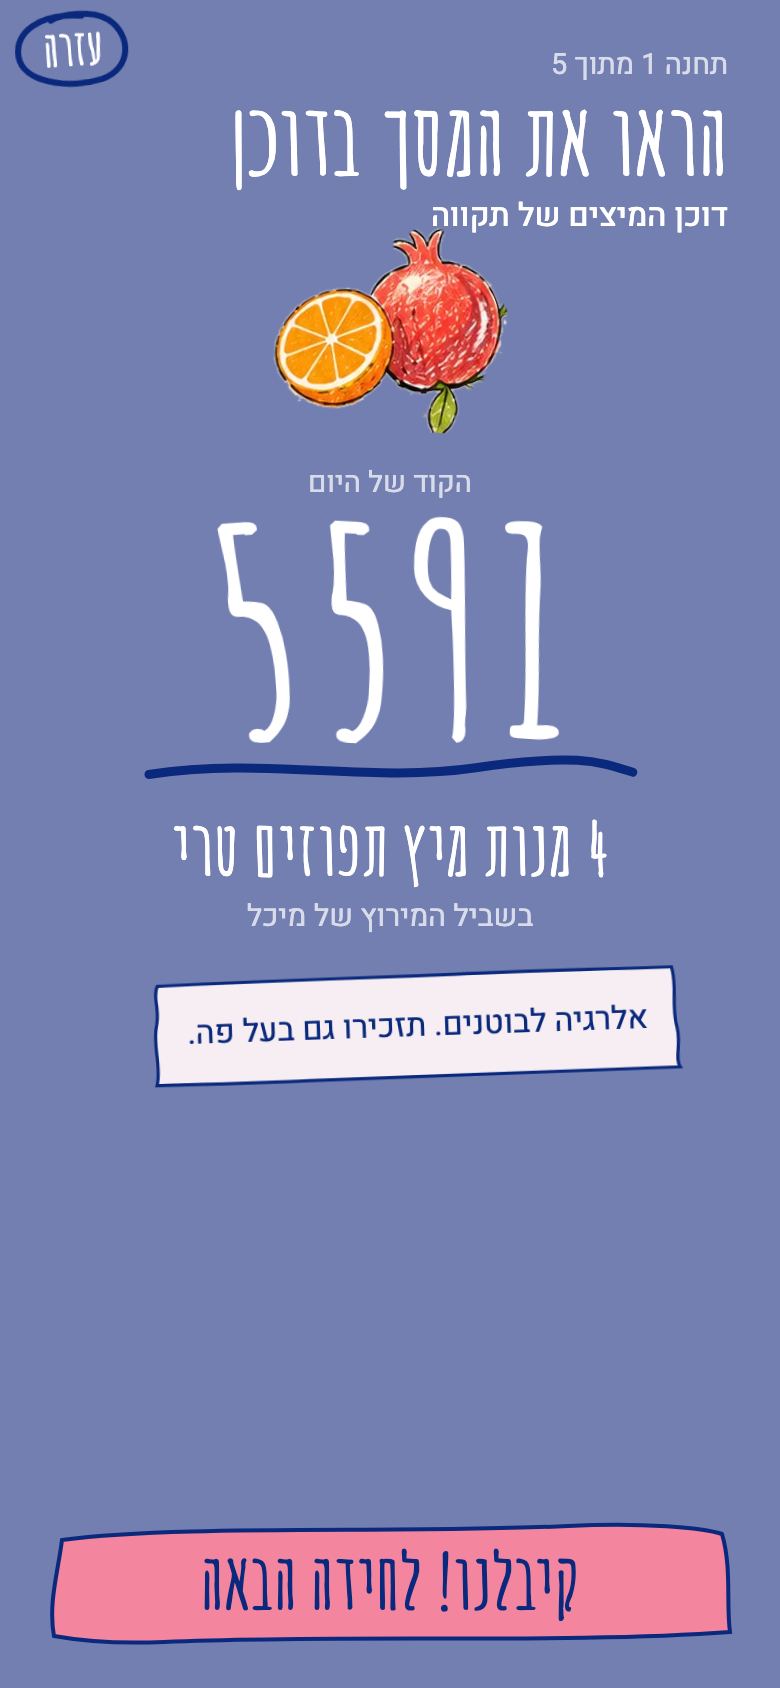 עזרה
תחנה 1 מתוך 5
הראו את המסך בדוכן
דוכן המיצים של תקווה
הקוד של היום
5591
4 מנות מיץ תפוזים טרי
בשביל המירוץ של מיכל
אלרגיה לבוטנים. תזכירו גם בעל פה.
קיבלנו! לחידה הבאה